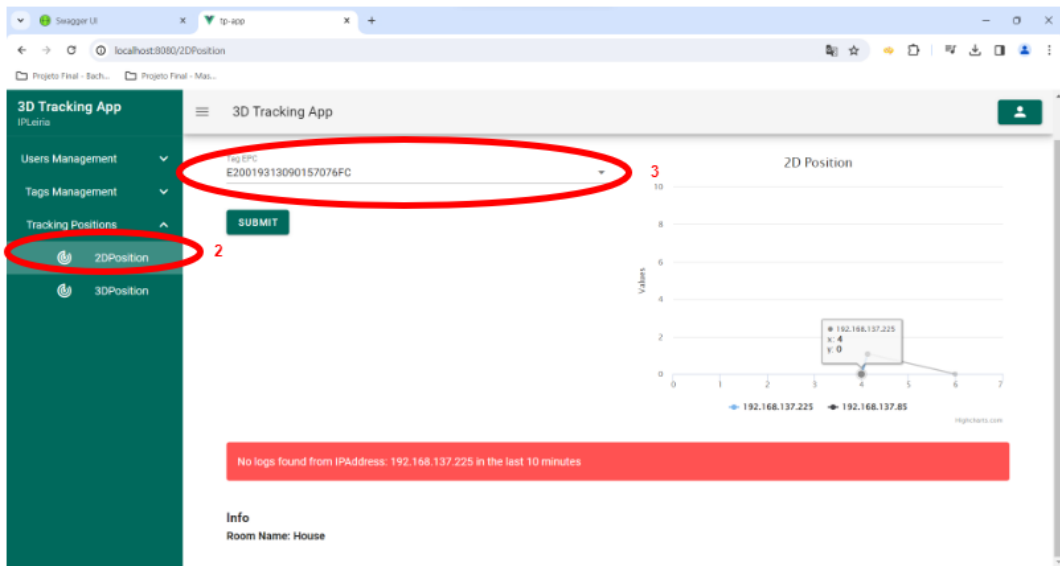 Swagger UI
tp-app
localhost:8080/2DPosition
Projeto Final - Bach...
Projeto Final - Mas...
3D Tracking App
IPLeiria
3D Tracking App
Users Management
Tags Management
Tracking Positions
2DPosition
3DPosition
2
Tag EPC
E20019313090157076FC
3
SUBMIT
2D Position
Values
10
8
6
4
2
0
192.168.137.225
x: 4
y: 0
0 1 2 3 4 5 6 7
192.168.137.225 192.168.137.85
Highcharts.com
No logs found from IPAddress: 192.168.137.225 in the last 10 minutes
Info
Room Name: House